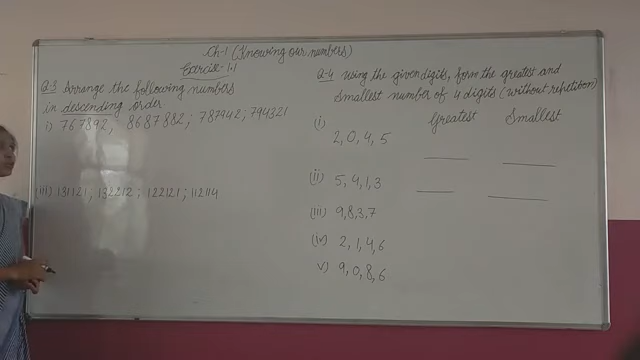 Ch-1 (Knowing our numbers)
Exercise-1.1
Q-3 Arrange the following numbers
in descending order.
i) 767892; 8687882; 787942; 794321
(iii) 131121; 132212; 122121; 112114
Q-4 Using the given digits, form the greatest and
smallest number of 4 digits (without repetition)
Greatest Smallest
(i) 2, 0, 4, 5
(ii) 5, 9, 1, 3
(iii) 9, 8, 3, 7
(iv) 2, 1, 4, 6
v) 9, 0, 8, 6